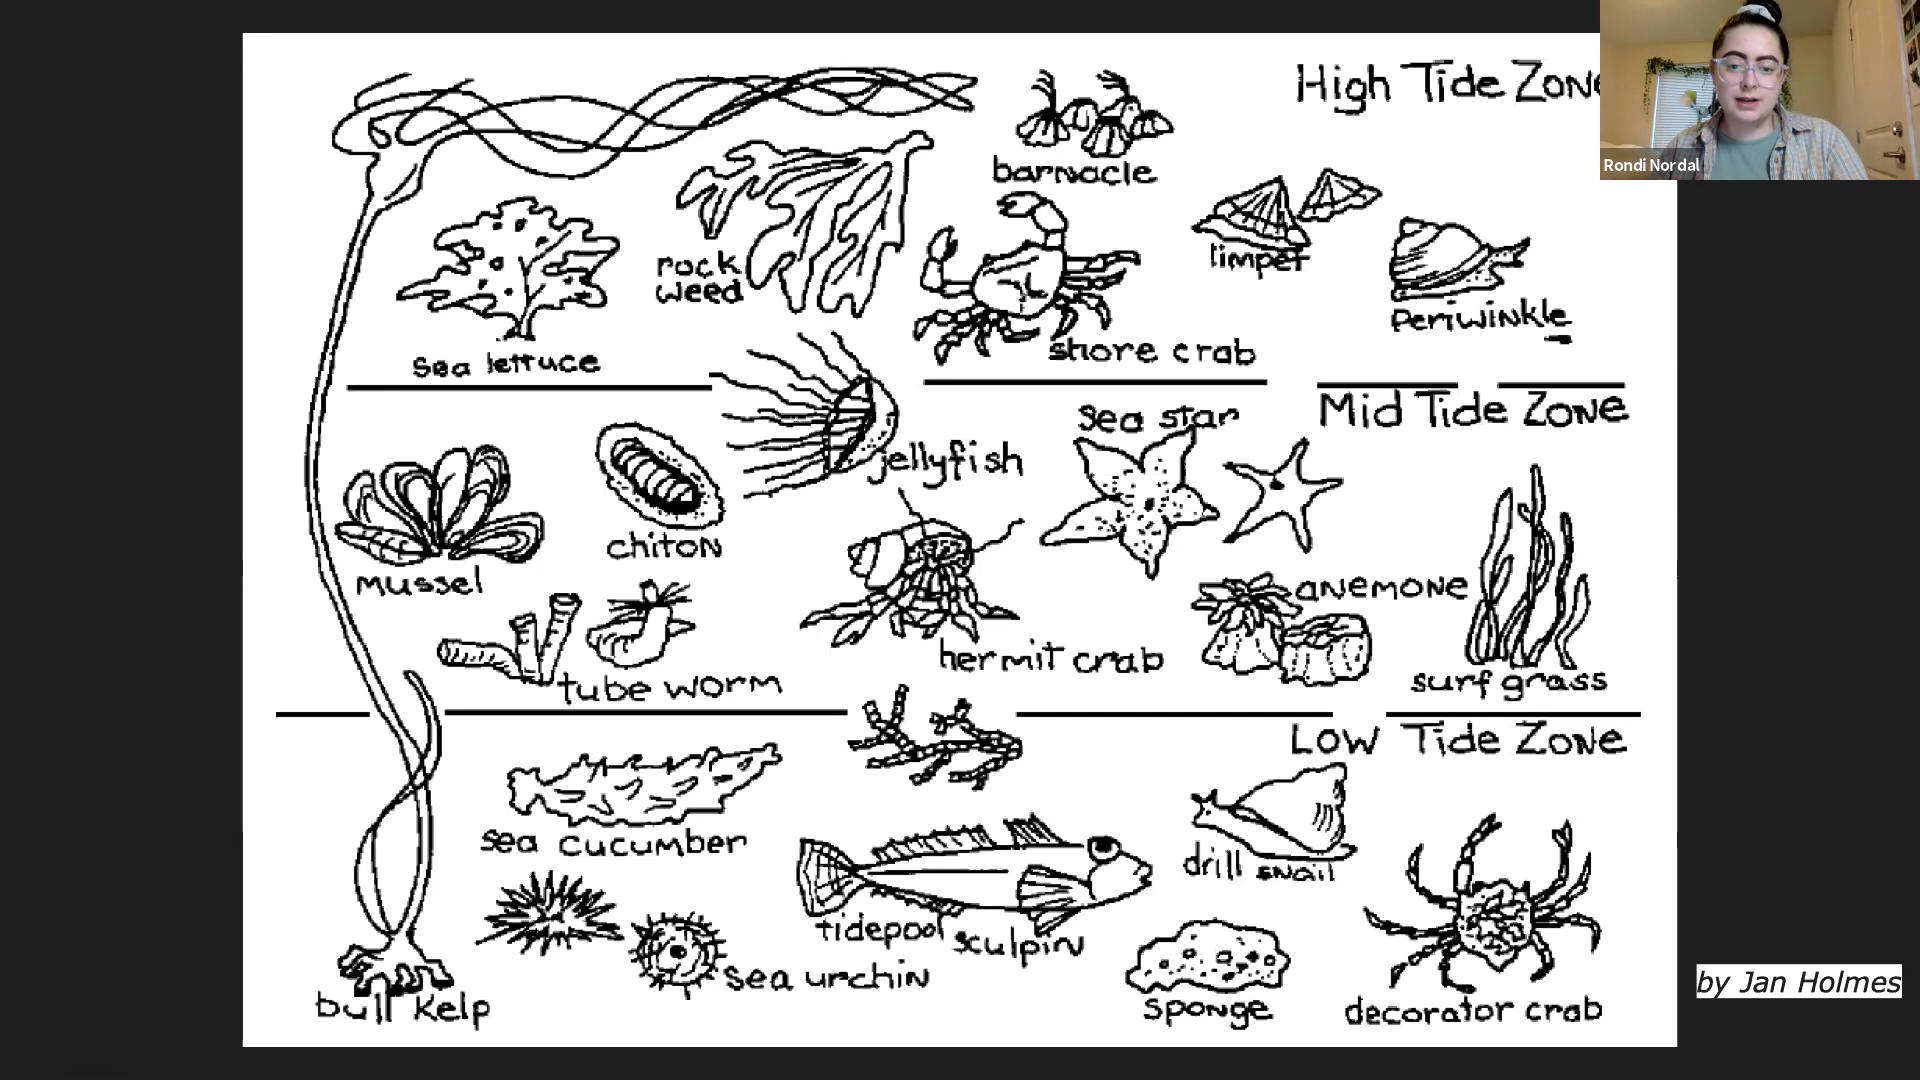 High Tide Zone
Rondi Nordal
barnacle
limpet
rock
weed
periwinkle
sea lettuce
shore crab
Mid Tide Zone
sea star
jellyfish
chiton
mussel
anemone
hermit crab
surf grass
tube worm
Low Tide Zone
sea cucumber
drill snail
tidepool sculpin
sea urchin
bull kelp
sponge
decorator crab
by Jan Holmes